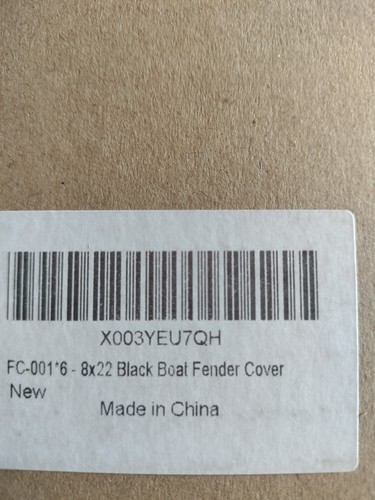 X003YEU7QH
FC-001*6 - 8x22 Black Boat Fender Cover
New
Made in China